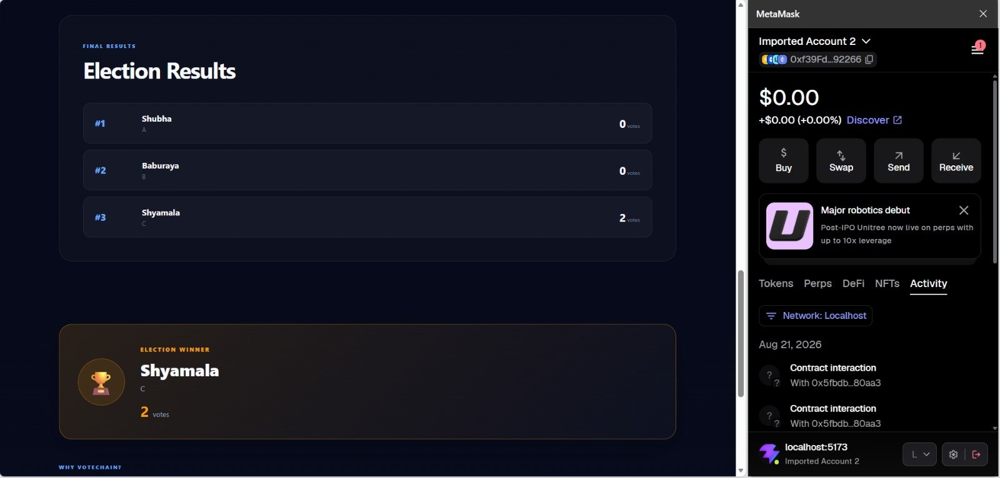 FINAL RESULTS
Election Results
#1
Shubha
A
0 votes
#2
Baburaya
B
0 votes
#3
Shyamala
C
2 votes
ELECTION WINNER
Shyamala
C
2 votes
WHY VOTECHAIN?
MetaMask
Imported Account 2
1
0xf39Fd...92266
$0.00
+$0.00 (+0.00%) Discover
$
Buy
Swap
Send
Receive
Major robotics debut
Post-IPO Unitree now live on perps with
up to 10x leverage
Tokens Perps DeFi NFTs Activity
Network: Localhost
Aug 21, 2026
? ?
Contract interaction
With 0x5fbdb...80aa3
? ?
Contract interaction
With 0x5fbdb...80aa3
localhost:5173
Imported Account 2
L